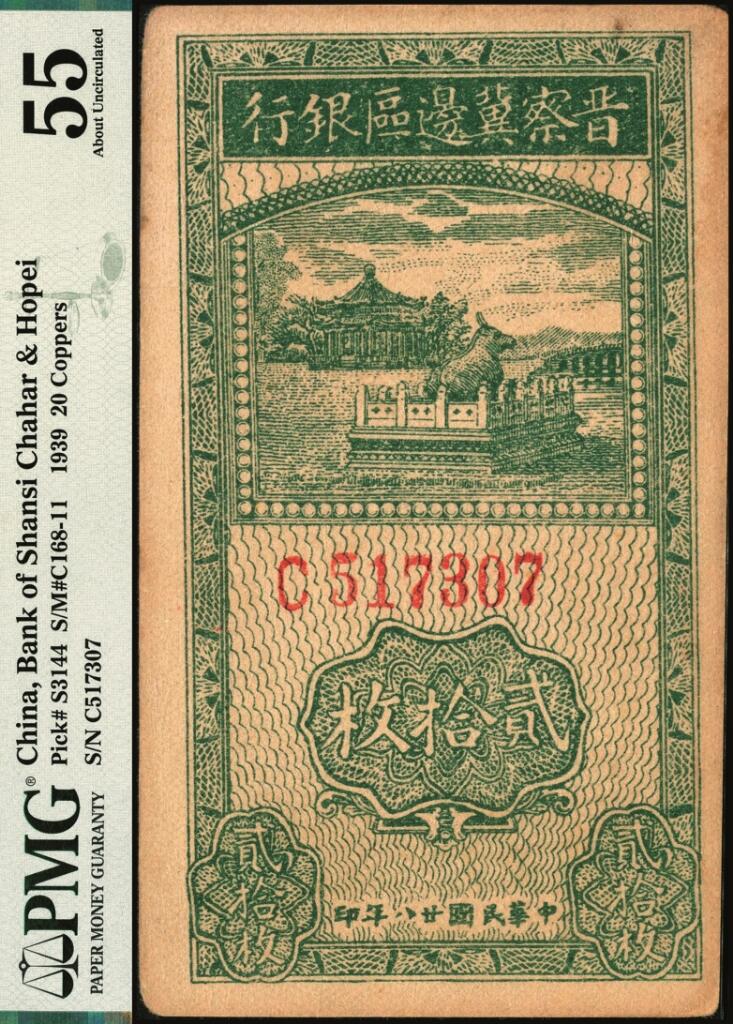 PMG®
PAPER MONEY GUARANTY
China, Bank of Shansi Chahar & Hopei
Pick# S3144 S/M#C168-11 1939 20 Coppers
S/N C517307
55
About Uncirculated
晋察冀邊區銀行
C517307
貳拾枚
貳拾枚
貳拾枚
中華民國廿八年印